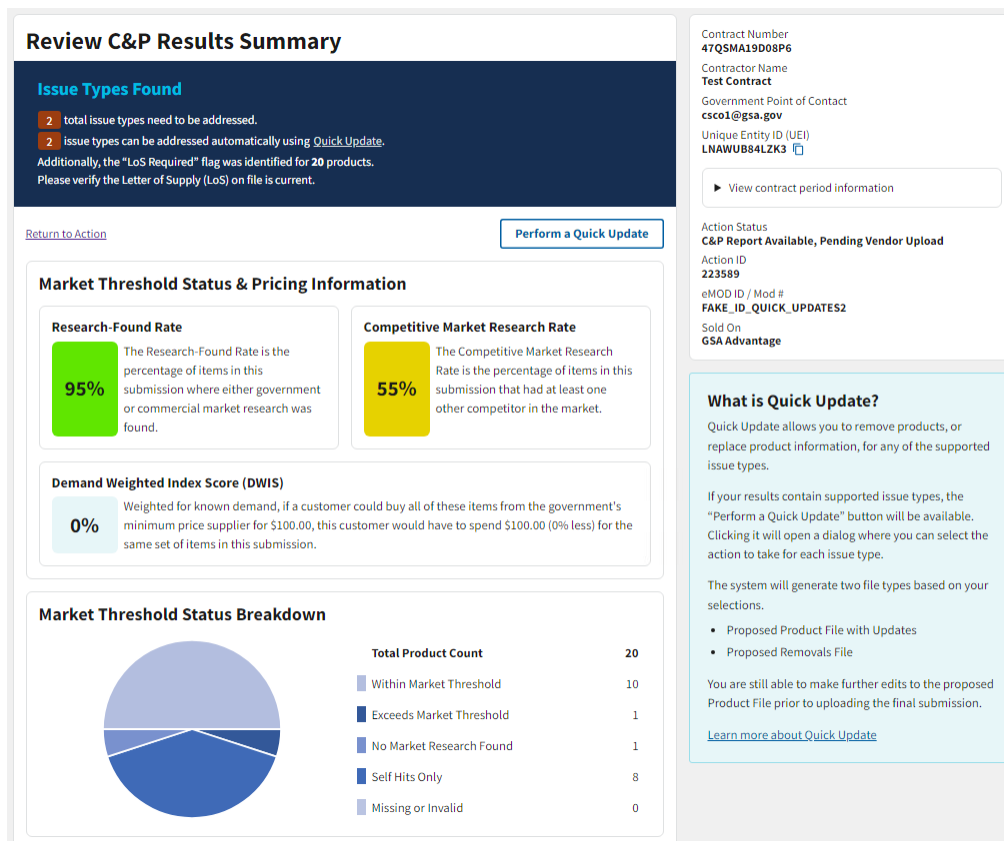 Review C&P Results Summary
Issue Types Found
2 total issue types need to be addressed.
2 issue types can be addressed automatically using Quick Update.
Additionally, the “LoS Required” flag was identified for 20 products.
Please verify the Letter of Supply (LoS) on file is current.
Return to Action
Perform a Quick Update
Market Threshold Status & Pricing Information
Research-Found Rate
95%
The Research-Found Rate is the
percentage of items in this
submission where either government
or commercial market research was
found.
Competitive Market Research Rate
55%
The Competitive Market Research
Rate is the percentage of items in this
submission that had at least one
other competitor in the market.
Demand Weighted Index Score (DWIS)
0%
Weighted for known demand, if a customer could buy all of these items from the government's
minimum price supplier for $100.00, this customer would have to spend $100.00 (0% less) for the
same set of items in this submission.
Market Threshold Status Breakdown
Total Product Count 20
Within Market Threshold 10
Exceeds Market Threshold 1
No Market Research Found 1
Self Hits Only 8
Missing or Invalid 0
Contract Number
47QSMA19D08P6
Contractor Name
Test Contract
Government Point of Contact
csco1@gsa.gov
Unique Entity ID (UEI)
LNAWUB84LZK3
View contract period information
Action Status
C&P Report Available, Pending Vendor Upload
Action ID
223589
eMOD ID / Mod #
FAKE_ID_QUICK_UPDATES2
Sold On
GSA Advantage
What is Quick Update?
Quick Update allows you to remove products, or
replace product information, for any of the supported
issue types.
If your results contain supported issue types, the
“Perform a Quick Update” button will be available.
Clicking it will open a dialog where you can select the
action to take for each issue type.
The system will generate two file types based on your
selections.
• Proposed Product File with Updates
• Proposed Removals File
You are still able to make further edits to the proposed
Product File prior to uploading the final submission.
Learn more about Quick Update